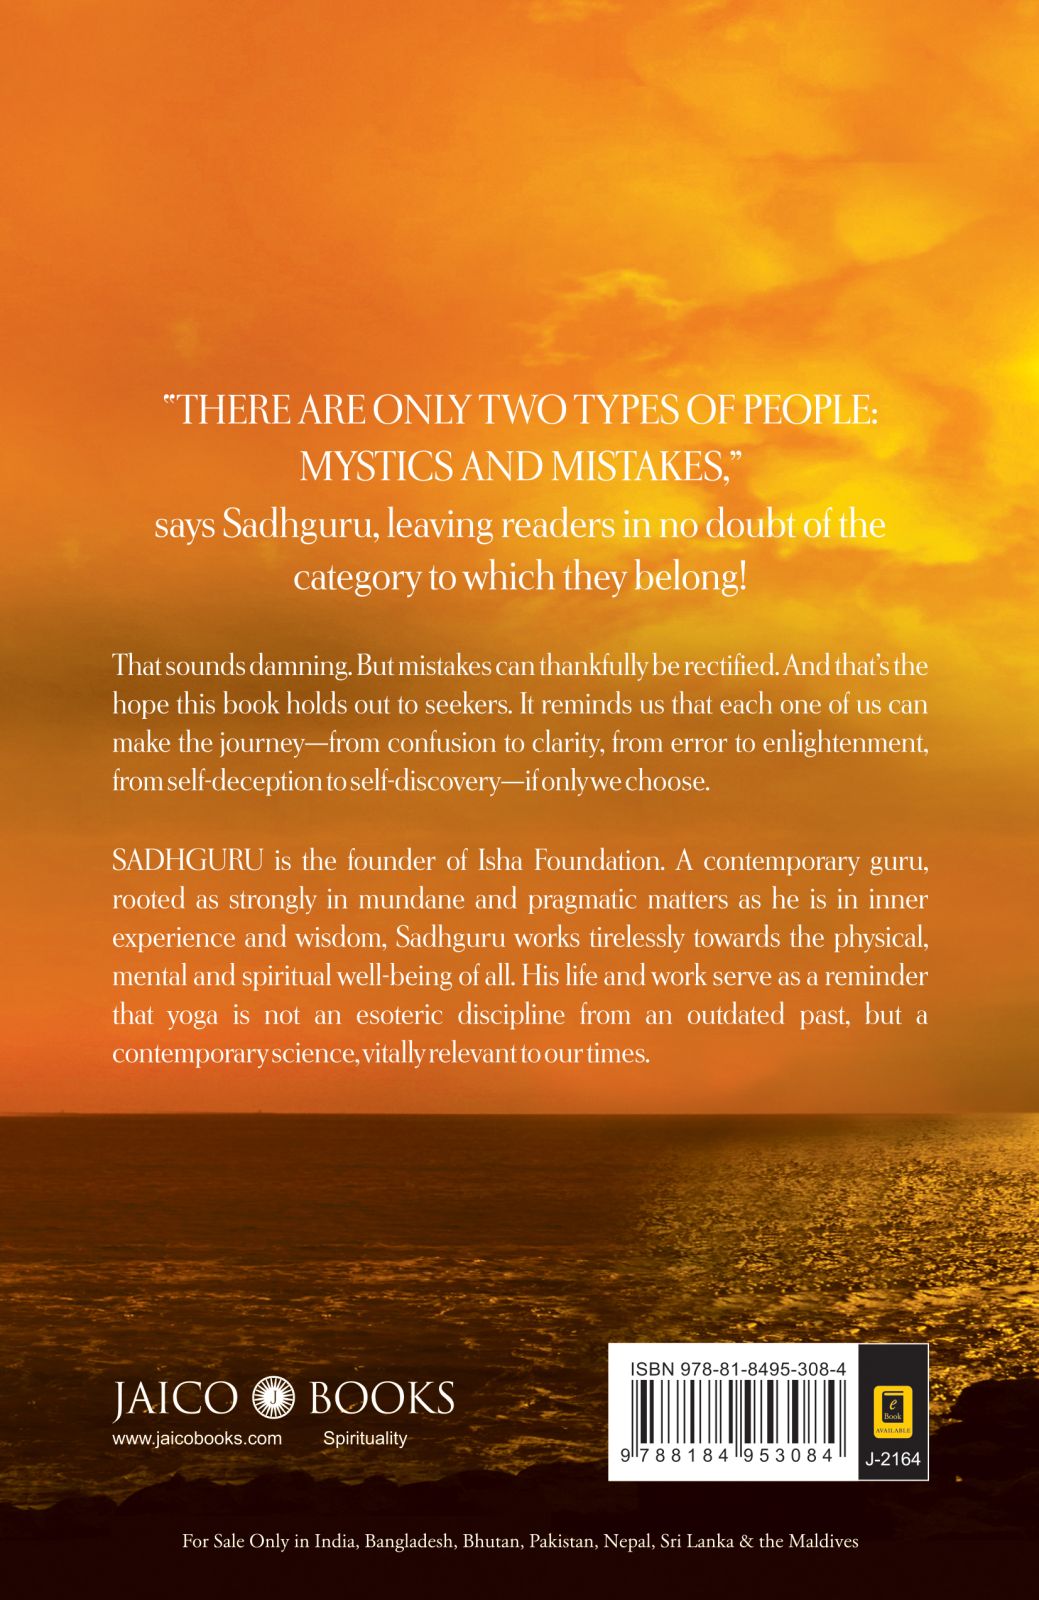 “THERE ARE ONLY TWO TYPES OF PEOPLE:
MYSTICS AND MISTAKES,”
says Sadhguru, leaving readers in no doubt of the
category to which they belong!
That sounds damning. But mistakes can thankfully be rectified. And that’s the
hope this book holds out to seekers. It reminds us that each one of us can
make the journey—from confusion to clarity, from error to enlightenment,
from self-deception to self-discovery—if only we choose.
SADHGURU is the founder of Isha Foundation. A contemporary guru,
rooted as strongly in mundane and pragmatic matters as he is in inner
experience and wisdom, Sadhguru works tirelessly towards the physical,
mental and spiritual well-being of all. His life and work serve as a reminder
that yoga is not an esoteric discipline from an outdated past, but a
contemporary science, vitally relevant to our times.
JAICO J BOOKS
www.jaicobooks.com Spirituality
ISBN 978-81-8495-308-4
9 788184 953084
e
Book
AVAILABLE
J-2164
For Sale Only in India, Bangladesh, Bhutan, Pakistan, Nepal, Sri Lanka & the Maldives